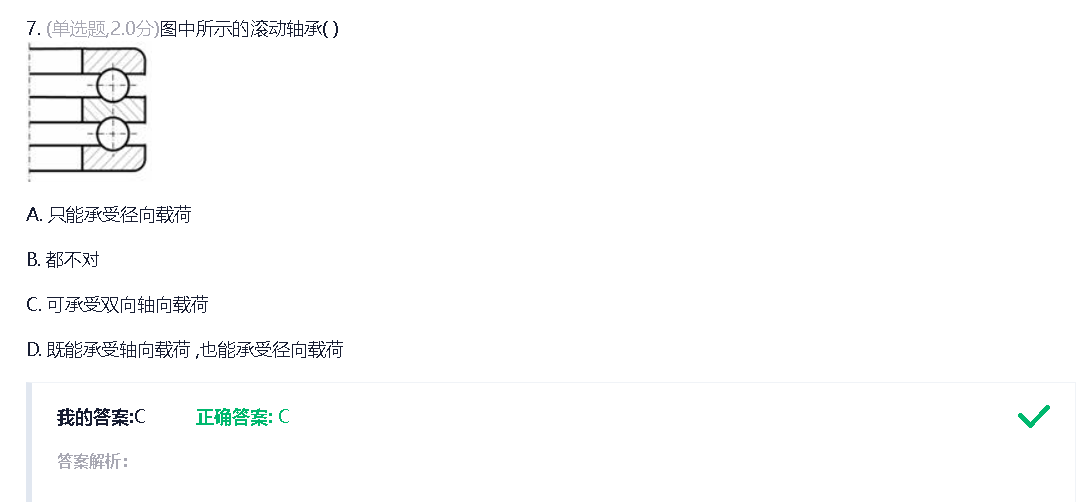 7. (单选题,2.0分)图中所示的滚动轴承( )
A. 只能承受径向载荷
B. 都不对
C. 可承受双向轴向载荷
D. 既能承受轴向载荷 ,也能承受径向载荷
我的答案:C 正确答案: C
答案解析：